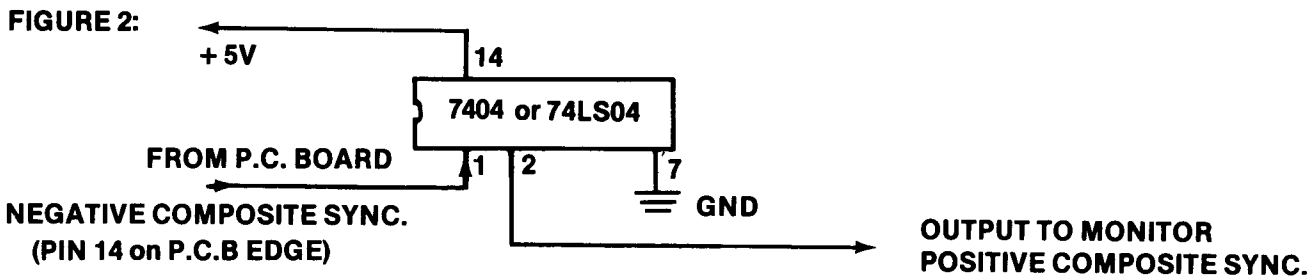 FIGURE 2:
+ 5V
14
7404 or 74LS04
FROM P.C. BOARD
1
2
7
GND
NEGATIVE COMPOSITE SYNC.
(PIN 14 on P.C.B EDGE)
OUTPUT TO MONITOR
POSITIVE COMPOSITE SYNC.